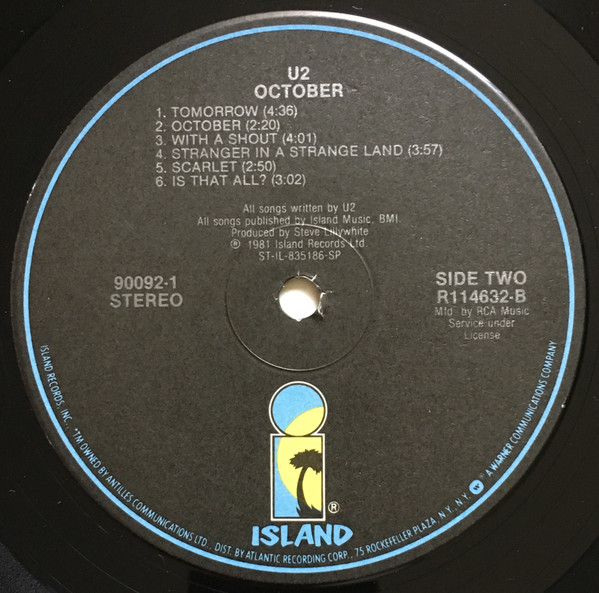 U2
OCTOBER
1. TOMORROW (4:36)
2. OCTOBER (2:20)
3. WITH A SHOUT (4:01)
4. STRANGER IN A STRANGE LAND (3:57)
5. SCARLET (2:50)
6. IS THAT ALL? (3:02)
All songs written by U2
All songs published by Island Music, BMI.
Produced by Steve Lillywhite
℗ 1981 Island Records Ltd.
ST-IL-835186-SP
90092-1
STEREO
SIDE TWO
R114632-B
Mfd. by RCA Music
Service under
License
i®
ISLAND
ISLAND RECORDS, INC., *TM OWNED BY ANTILLES COMMUNICATIONS LTD., DIST. BY ATLANTIC RECORDING CORP., 75 ROCKEFELLER PLAZA, N.Y., N.Y. W ® A WARNER COMMUNICATIONS COMPANY